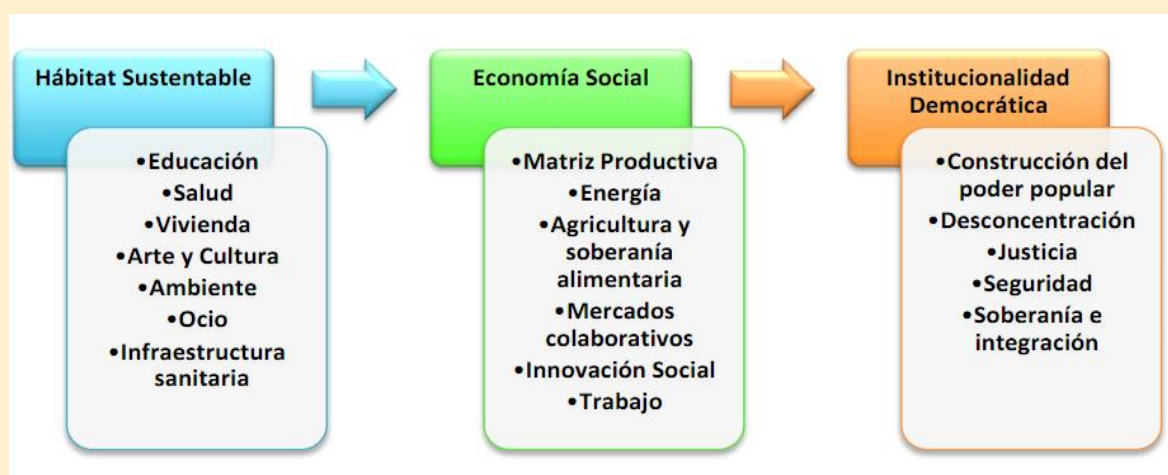 Hábitat Sustentable
•Educación
•Salud
•Vivienda
•Arte y Cultura
•Ambiente
•Ocio
•Infraestructura
sanitaria
Economía Social
•Matriz Productiva
•Energía
•Agricultura y
soberanía
alimentaria
•Mercados
colaborativos
•Innovación Social
•Trabajo
Institucionalidad
Democrática
•Construcción del
poder popular
•Desconcentración
•Justicia
•Seguridad
•Soberanía e
integración